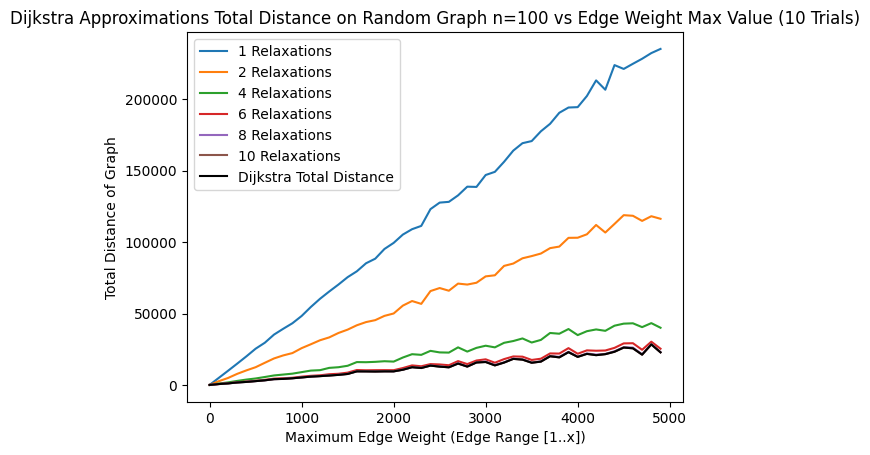 Dijkstra Approximations Total Distance on Random Graph n=100 vs Edge Weight Max Value (10 Trials)
1 Relaxations
2 Relaxations
4 Relaxations
6 Relaxations
8 Relaxations
10 Relaxations
Dijkstra Total Distance
Total Distance of Graph
200000
150000
100000
50000
0
0 1000 2000 3000 4000 5000
Maximum Edge Weight (Edge Range [1..x])